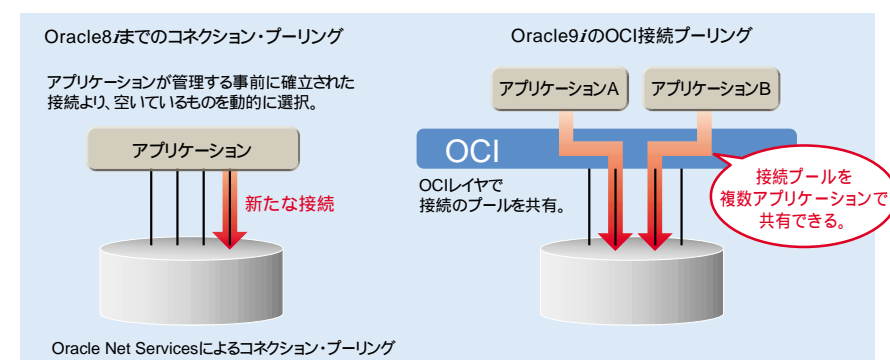 Oracle8iまでのコネクション・プーリング
アプリケーションが管理する事前に確立された
接続より、空いているものを動的に選択。
アプリケーション
新たな接続
Oracle Net Servicesによるコネクション・プーリング
Oracle9iのOCI接続プーリング
アプリケーションA
アプリケーションB
OCI
OCIレイヤで
接続のプールを共有。
接続プールを
複数アプリケーションで
共有できる。